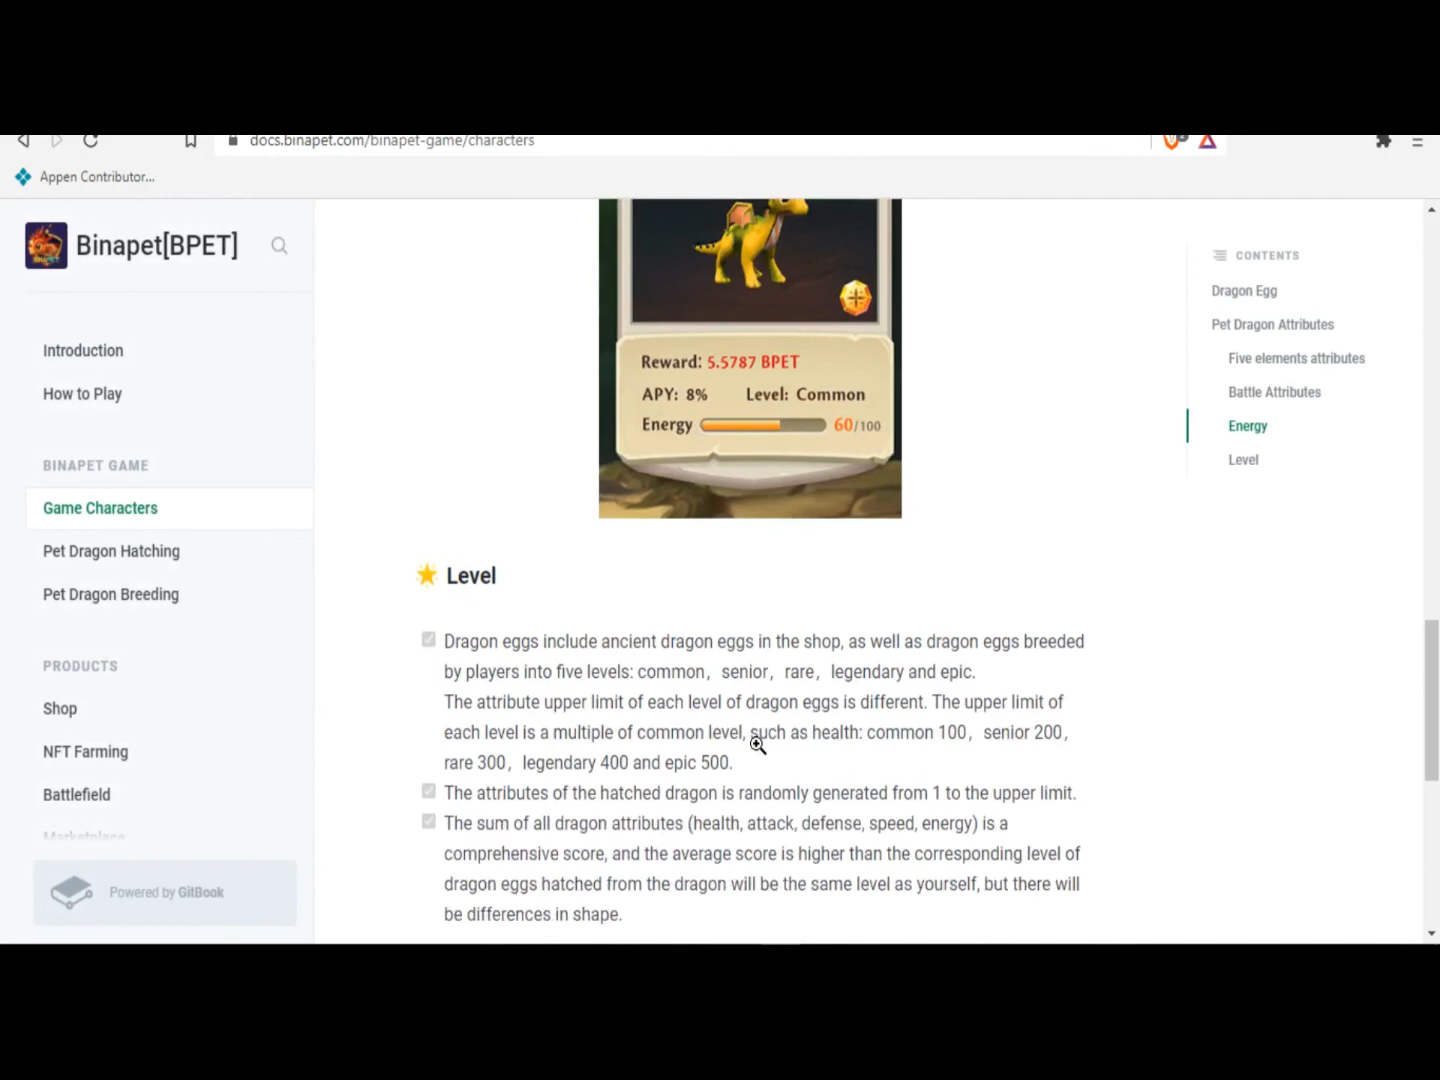 docs.binapet.com/binapet-game/characters
Appen Contributor...
Binapet[BPET]
Introduction
How to Play
BINAPET GAME
Game Characters
Pet Dragon Hatching
Pet Dragon Breeding
PRODUCTS
Shop
NFT Farming
Battlefield
Marketplace
Powered by GitBook
Reward: 5.5787 BPET
APY: 8% Level: Common
Energy 60/100
Level
Dragon eggs include ancient dragon eggs in the shop, as well as dragon eggs breeded
by players into five levels: common, senior, rare, legendary and epic.
The attribute upper limit of each level of dragon eggs is different. The upper limit of
each level is a multiple of common level, such as health: common 100, senior 200,
rare 300, legendary 400 and epic 500.
The attributes of the hatched dragon is randomly generated from 1 to the upper limit.
The sum of all dragon attributes (health, attack, defense, speed, energy) is a
comprehensive score, and the average score is higher than the corresponding level of
dragon eggs hatched from the dragon will be the same level as yourself, but there will
be differences in shape.
CONTENTS
Dragon Egg
Pet Dragon Attributes
Five elements attributes
Battle Attributes
Energy
Level